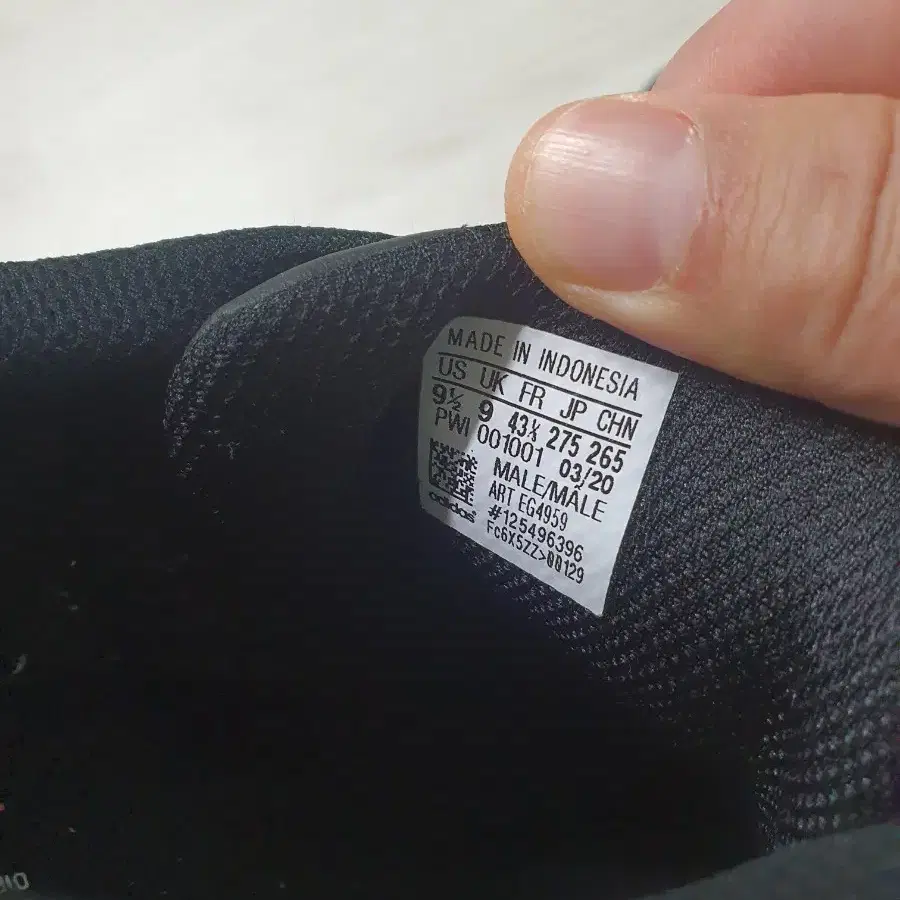 MADE IN INDONESIA
US UK FR JP CHN
9½ 9 43⅓ 275 265
PWI 001001 03/20
MALE/MÂLE
ART EG4959
#125496396
adidas
Fc6X5ZZ>00129